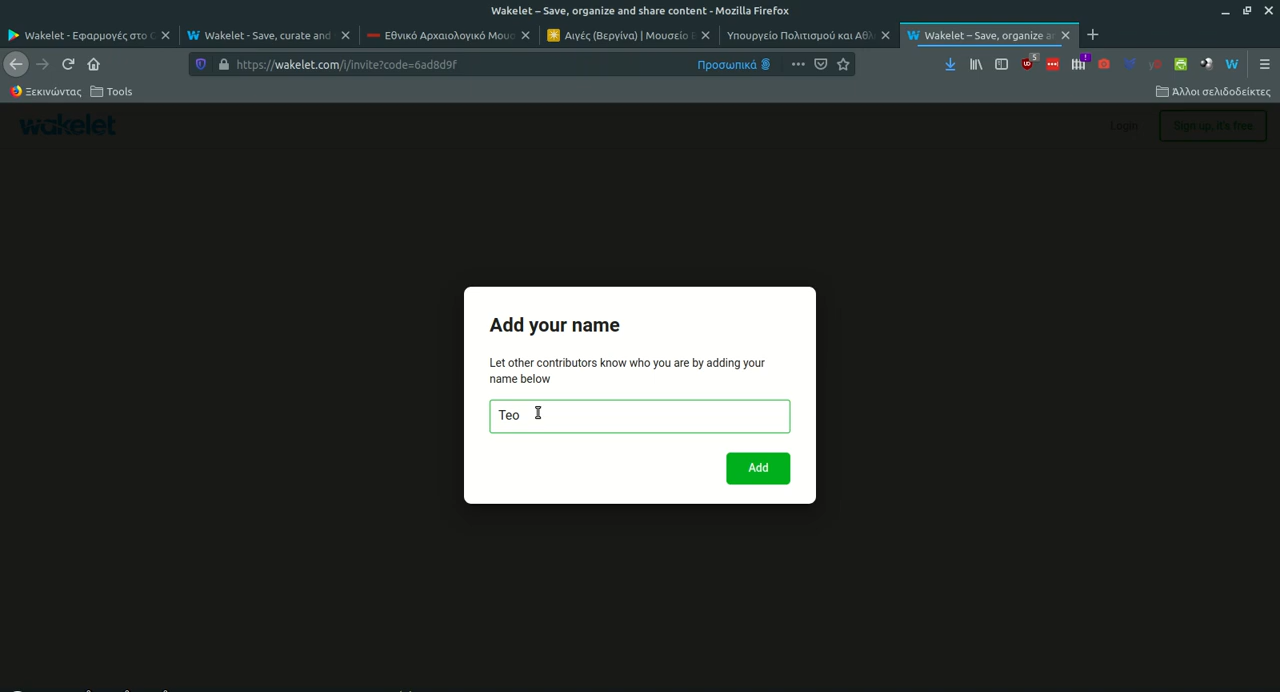 Wakelet – Save, organize and share content - Mozilla Firefox
Wakelet - Εφαρμογές στο G
Wakelet - Save, curate and
Εθνικό Αρχαιολογικό Μου
Αιγές (Βεργίνα) | Μουσείο
Υπουργείο Πολιτισμού και Αθλ
Wakelet – Save, organize a
https://wakelet.com/i/invite?code=6ad8d9f
Προσωπικά
5
Ξεκινώντας
Tools
Άλλοι σελιδοδείκτες
wakelet
Login
Sign up, it's free
Add your name
Let other contributors know who you are by adding your
name below
Teo
Add